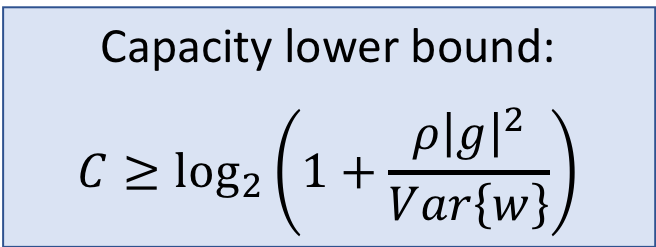 Capacity lower bound:
C ≥ log₂ (1 + ρ|g|² / Var{w})